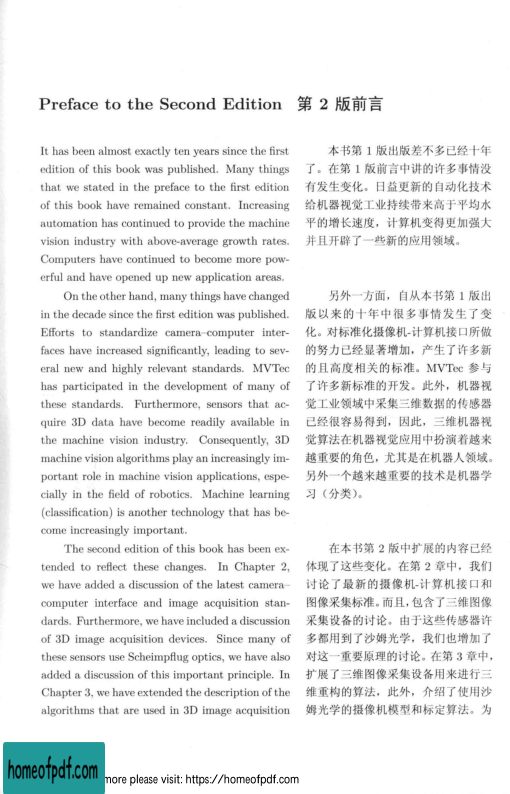 Preface to the Second Edition 第 2 版前言
It has been almost exactly ten years since the first
edition of this book was published. Many things
that we stated in the preface to the first edition
of this book have remained constant. Increasing
automation has continued to provide the machine
vision industry with above-average growth rates.
Computers have continued to become more pow-
erful and have opened up new application areas.
On the other hand, many things have changed
in the decade since the first edition was published.
Efforts to standardize camera–computer inter-
faces have increased significantly, leading to sev-
eral new and highly relevant standards. MVTec
has participated in the development of many of
these standards. Furthermore, sensors that ac-
quire 3D data have become readily available in
the machine vision industry. Consequently, 3D
machine vision algorithms play an increasingly im-
portant role in machine vision applications, espe-
cially in the field of robotics. Machine learning
(classification) is another technology that has be-
come increasingly important.
The second edition of this book has been ex-
tended to reflect these changes. In Chapter 2,
we have added a discussion of the latest camera–
computer interface and image acquisition stan-
dards. Furthermore, we have included a discussion
of 3D image acquisition devices. Since many of
these sensors use Scheimpflug optics, we have also
added a discussion of this important principle. In
Chapter 3, we have extended the description of the
algorithms that are used in 3D image acquisition
本书第 1 版出版差不多已经十年
了。在第 1 版前言中讲的许多事情没
有发生变化。日益更新的自动化技术
给机器视觉工业持续带来高于平均水
平的增长速度，计算机变得更加强大
并且开辟了一些新的应用领域。
另外一方面，自从本书第 1 版出
版以来的十年中很多事情发生了变
化。对标准化摄像机-计算机接口所做
的努力已经显著增加，产生了许多新
的且高度相关的标准。MVTec 参与
了许多新标准的开发。此外，机器视
觉工业领域中采集三维数据的传感器
已经很容易得到，因此，三维机器视
觉算法在机器视觉应用中扮演着越来
越重要的角色，尤其是在机器人领域。
另外一个越来越重要的技术是机器学
习（分类）。
在本书第 2 版中扩展的内容已经
体现了这些变化。在第 2 章中，我们
讨论了最新的摄像机-计算机接口和
图像采集标准。而且，包含了三维图像
采集设备的讨论。由于这些传感器许
多都用到了沙姆光学，我们也增加了
对这一重要原理的讨论。在第 3 章中，
扩展了三维图像采集设备用来进行三
维重构的算法，此外，介绍了使用沙
姆光学的摄像机模型和标定算法。为
homeofpdf.com
more please visit: https://homeofpdf.com